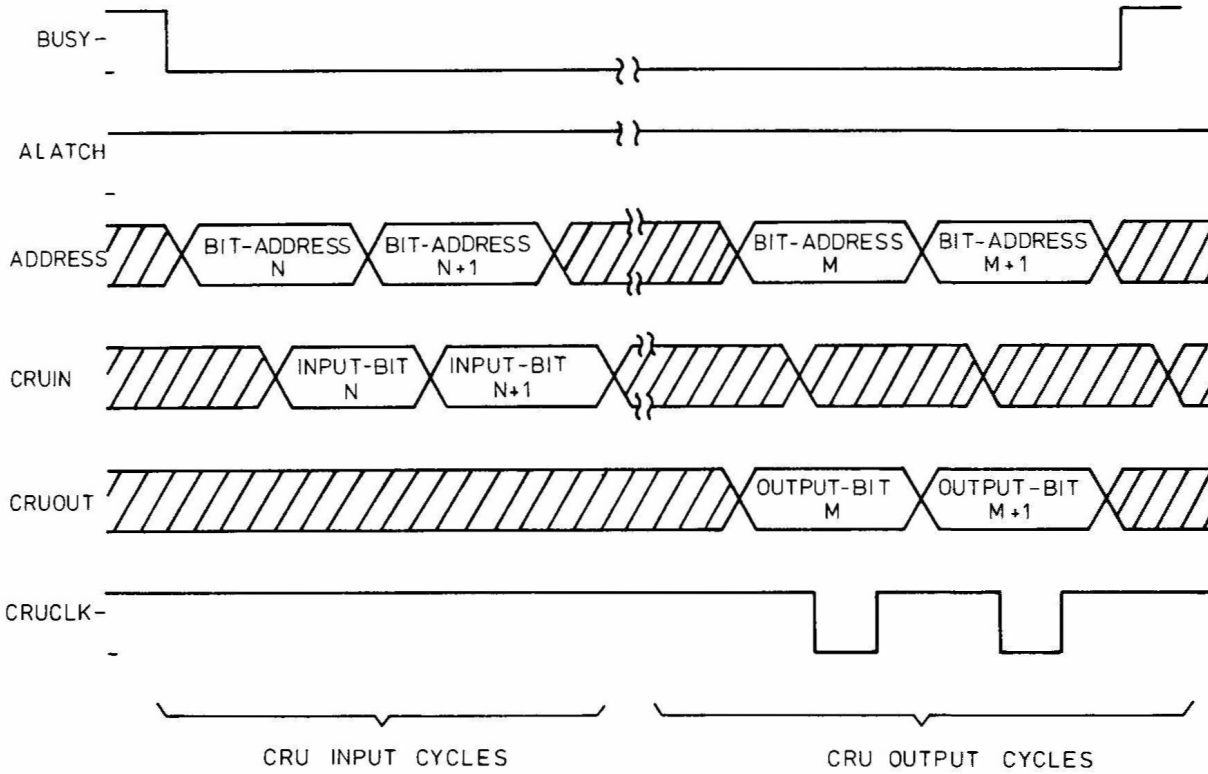 BUSY-
ALATCH
ADDRESS
BIT-ADDRESS
N
BIT-ADDRESS
N+1
BIT-ADDRESS
M
BIT-ADDRESS
M+1
CRUIN
INPUT-BIT
N
INPUT-BIT
N+1
CRUOUT
OUTPUT-BIT
M
OUTPUT-BIT
M+1
CRUCLK-
CRU INPUT CYCLES
CRU OUTPUT CYCLES